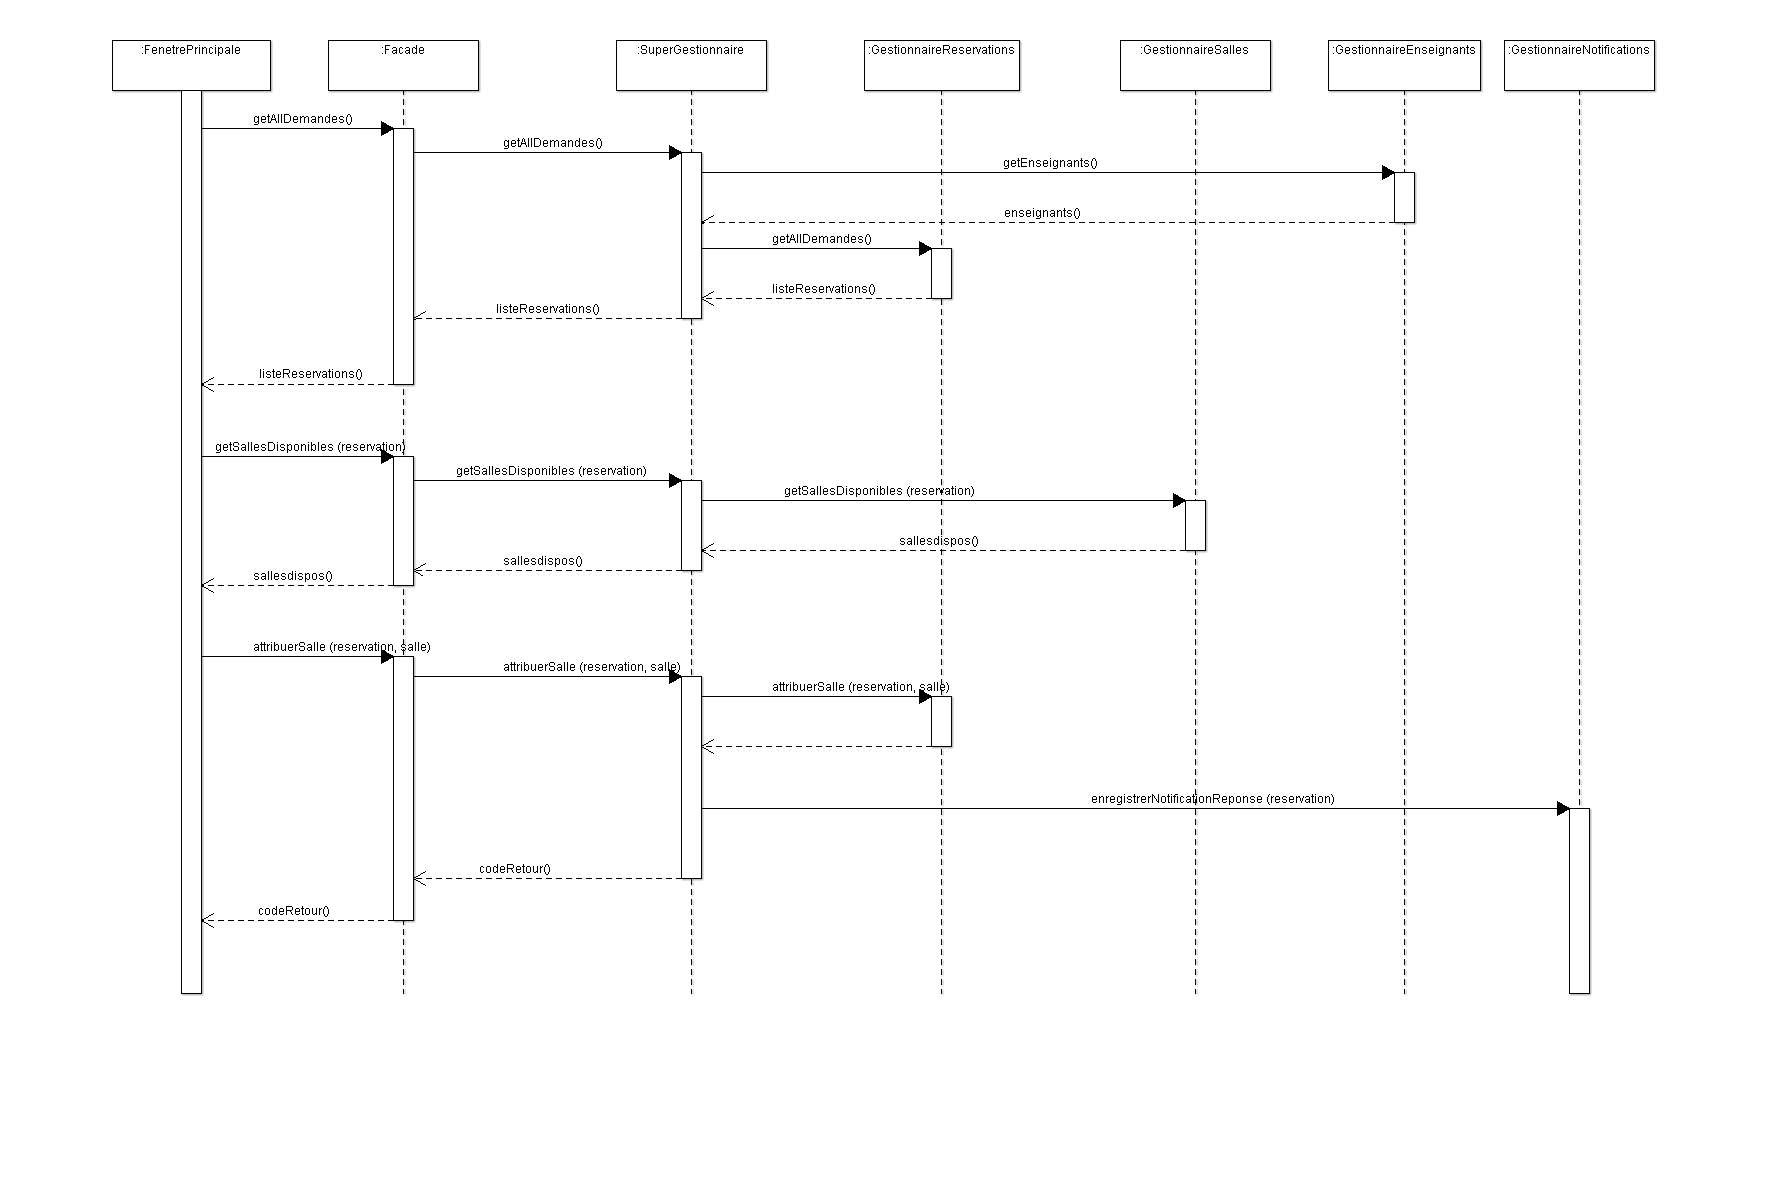 :FenetrePrincipale
:Facade
:SuperGestionnaire
:GestionnaireReservations
:GestionnaireSalles
:GestionnaireEnseignants
:GestionnaireNotifications
getAllDemandes()
getAllDemandes()
getEnseignants()
enseignants()
getAllDemandes()
listeReservations()
listeReservations()
listeReservations()
getSallesDisponibles (reservation)
getSallesDisponibles (reservation)
getSallesDisponibles (reservation)
sallesdispos()
sallesdispos()
sallesdispos()
attribuerSalle (reservation, salle)
attribuerSalle (reservation, salle)
attribuerSalle (reservation, salle)
enregistrerNotificationReponse (reservation)
codeRetour()
codeRetour()